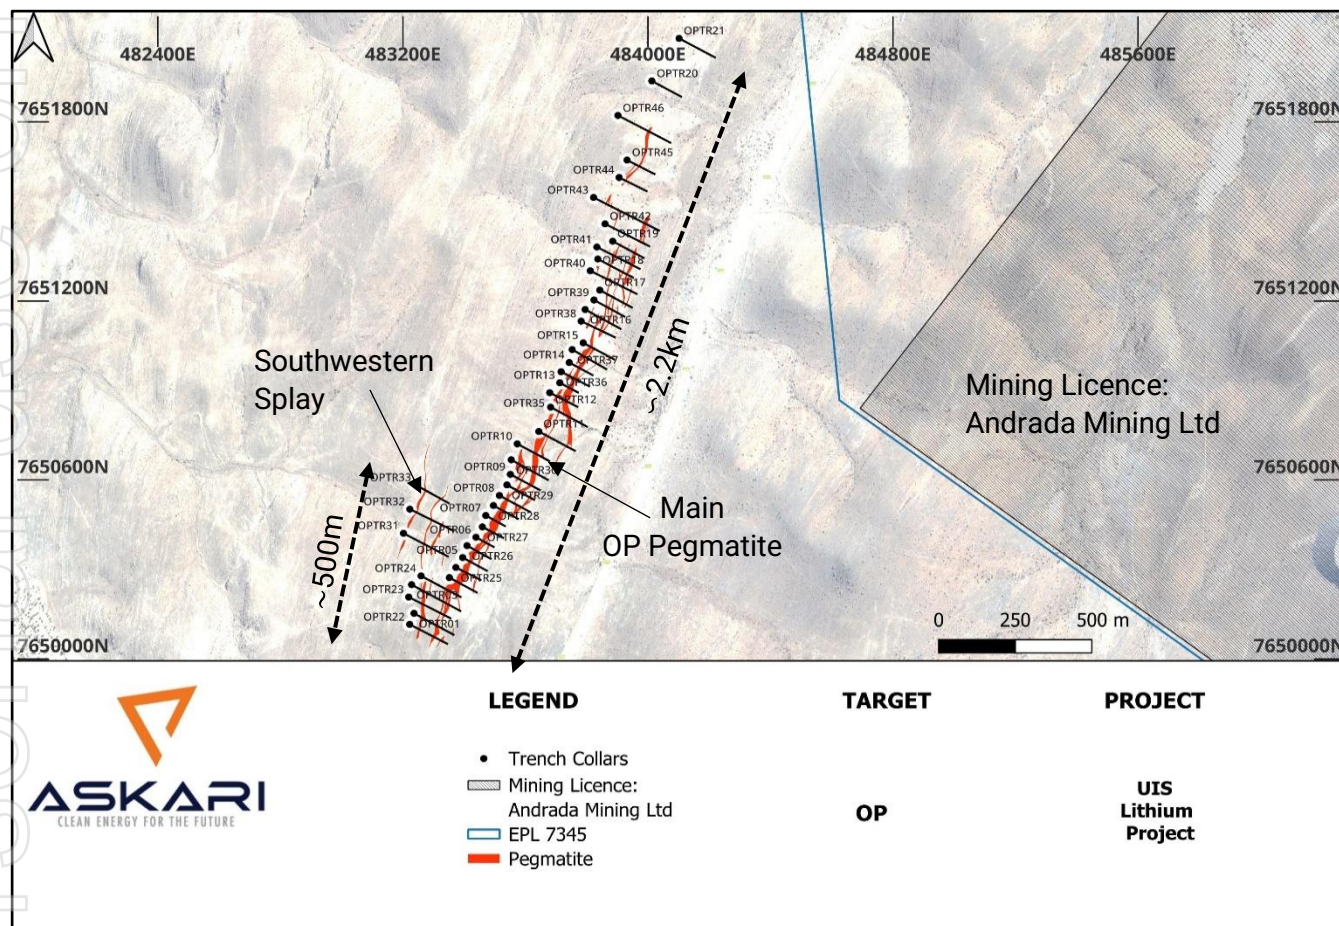 482400E
483200E
484000E
484800E
485600E
OPTR21
OPTR20
7651800N
7651800N
OPTR46
OPTR45
OPTR44
OPTR43
OPTR42
OPTR19
OPTR41
OPTR18
OPTR40
OPTR17
7651200N
7651200N
OPTR39
OPTR38
OPTR16
OPTR15
OPTR14
OPTR37
OPTR13
OPTR36
OPTR12
OPTR35
OPTR11
OPTR10
~2.2km
Southwestern
Splay
Mining Licence:
Andrada Mining Ltd
7650600N
7650600N
OPTR09
OPTR33
OPTR08
OPTR29
OPTR32
OPTR07
OPTR28
OPTR31
OPTR06
OPTR27
OPTR05
OPTR26
OPTR24
OPTR25
OPTR23
OPTR22
OPTR01
Main
OP Pegmatite
~500m
0 250 500 m
7650000N
7650000N
LEGEND
TARGET
PROJECT
Trench Collars
Mining Licence:
Andrada Mining Ltd
EPL 7345
Pegmatite
OP
UIS
Lithium
Project
ASKARI
CLEAN ENERGY FOR THE FUTURE